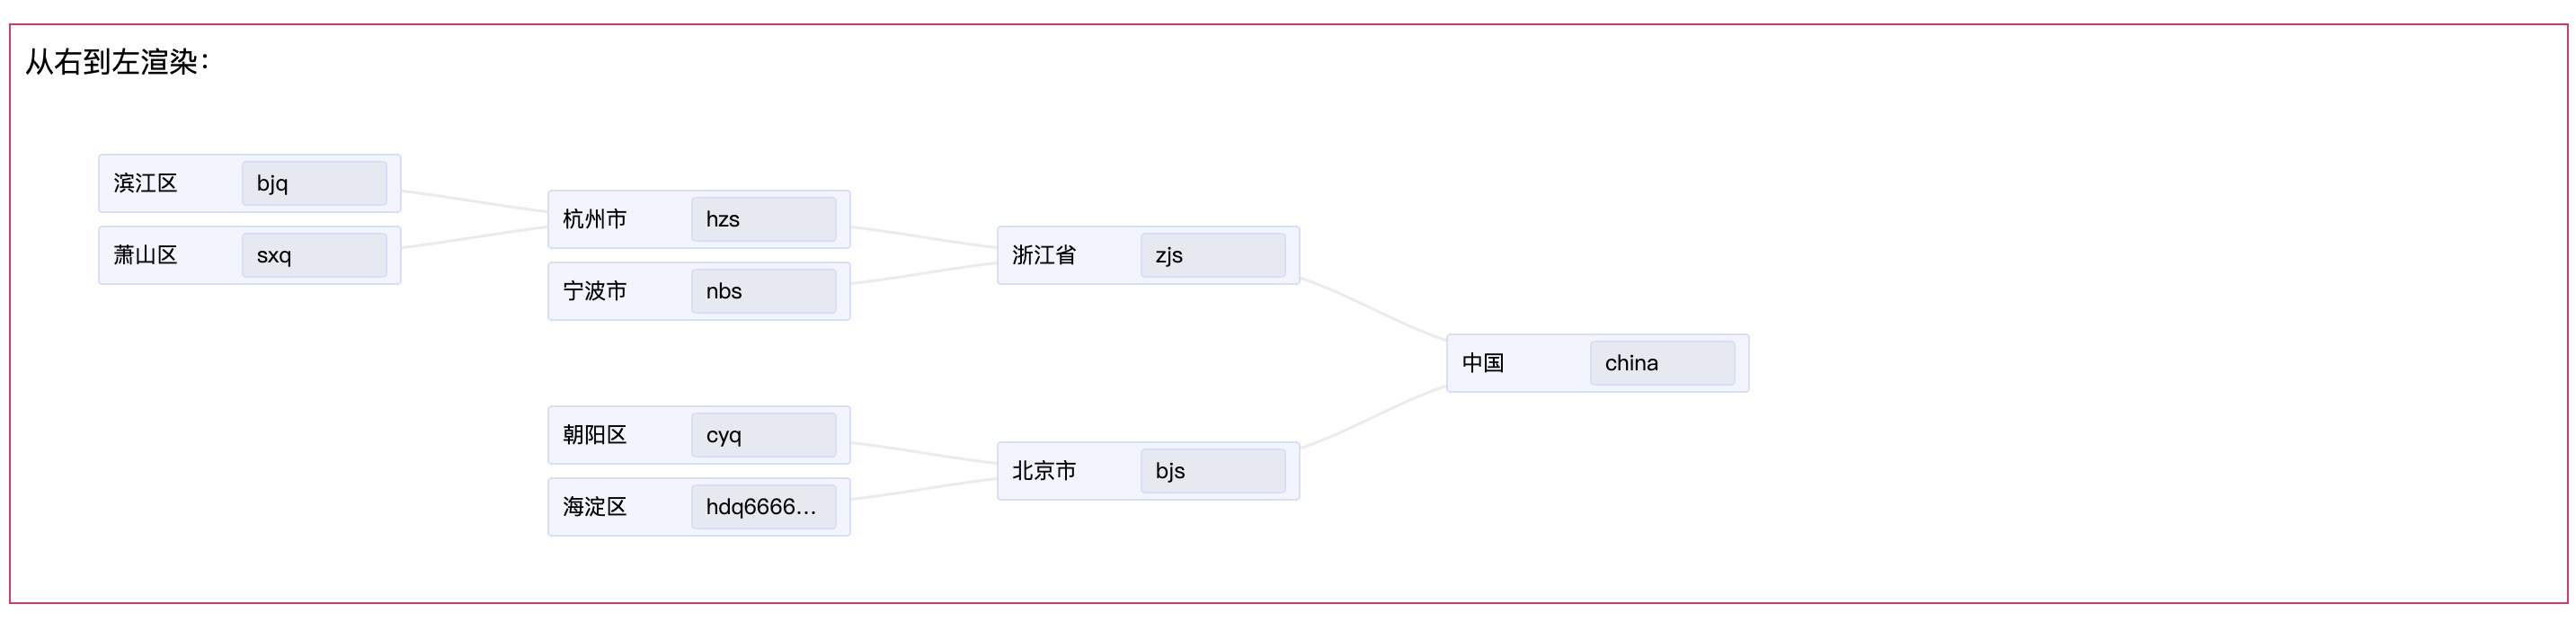 从右到左渲染：
滨江区 bjq
萧山区 sxq
杭州市 hzs
宁波市 nbs
朝阳区 cyq
海淀区 hdq6666...
浙江省 zjs
北京市 bjs
中国 china